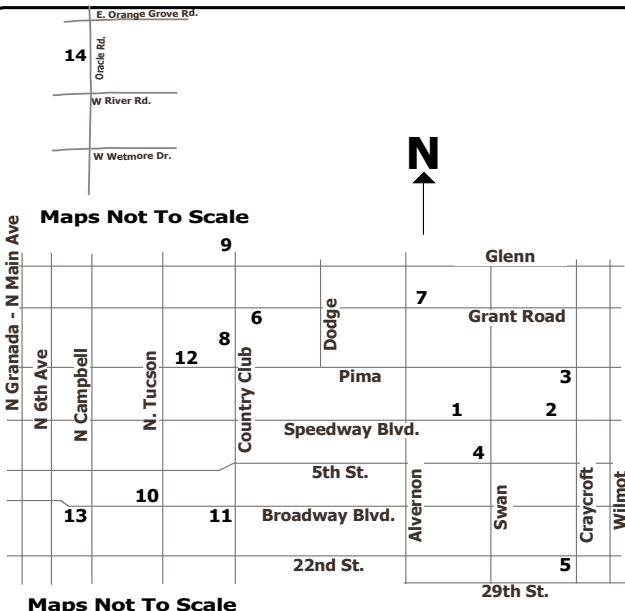 E. Orange Grove Rd.
14
Oracle Rd.
W River Rd.
W Wetmore Dr.
N
Maps Not To Scale
N Granada - N Main Ave
N 6th Ave
N Campbell
N. Tucson
Country Club
Dodge
Alvernon
Swan
Craycroft
Wilmot
9
Glenn
7
6
Grant Road
8
12
Pima
3
1
2
Speedway Blvd.
4
5th St.
10
13
11
Broadway Blvd.
22nd St.
5
29th St.
Maps Not To Scale